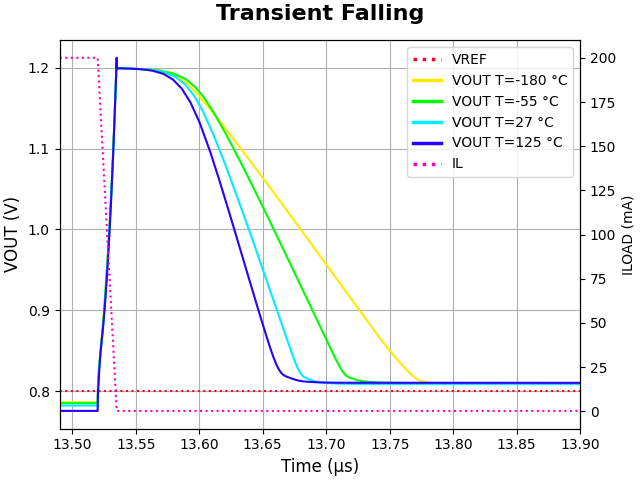 Transient Falling
VOUT (V)
1.2
1.1
1.0
0.9
0.8
VREF
VOUT T=-180 °C
VOUT T=-55 °C
VOUT T=27 °C
VOUT T=125 °C
IL
200
175
150
125
100
75
50
25
0
ILOAD (mA)
13.50 13.55 13.60 13.65 13.70 13.75 13.80 13.85 13.90
Time (μs)